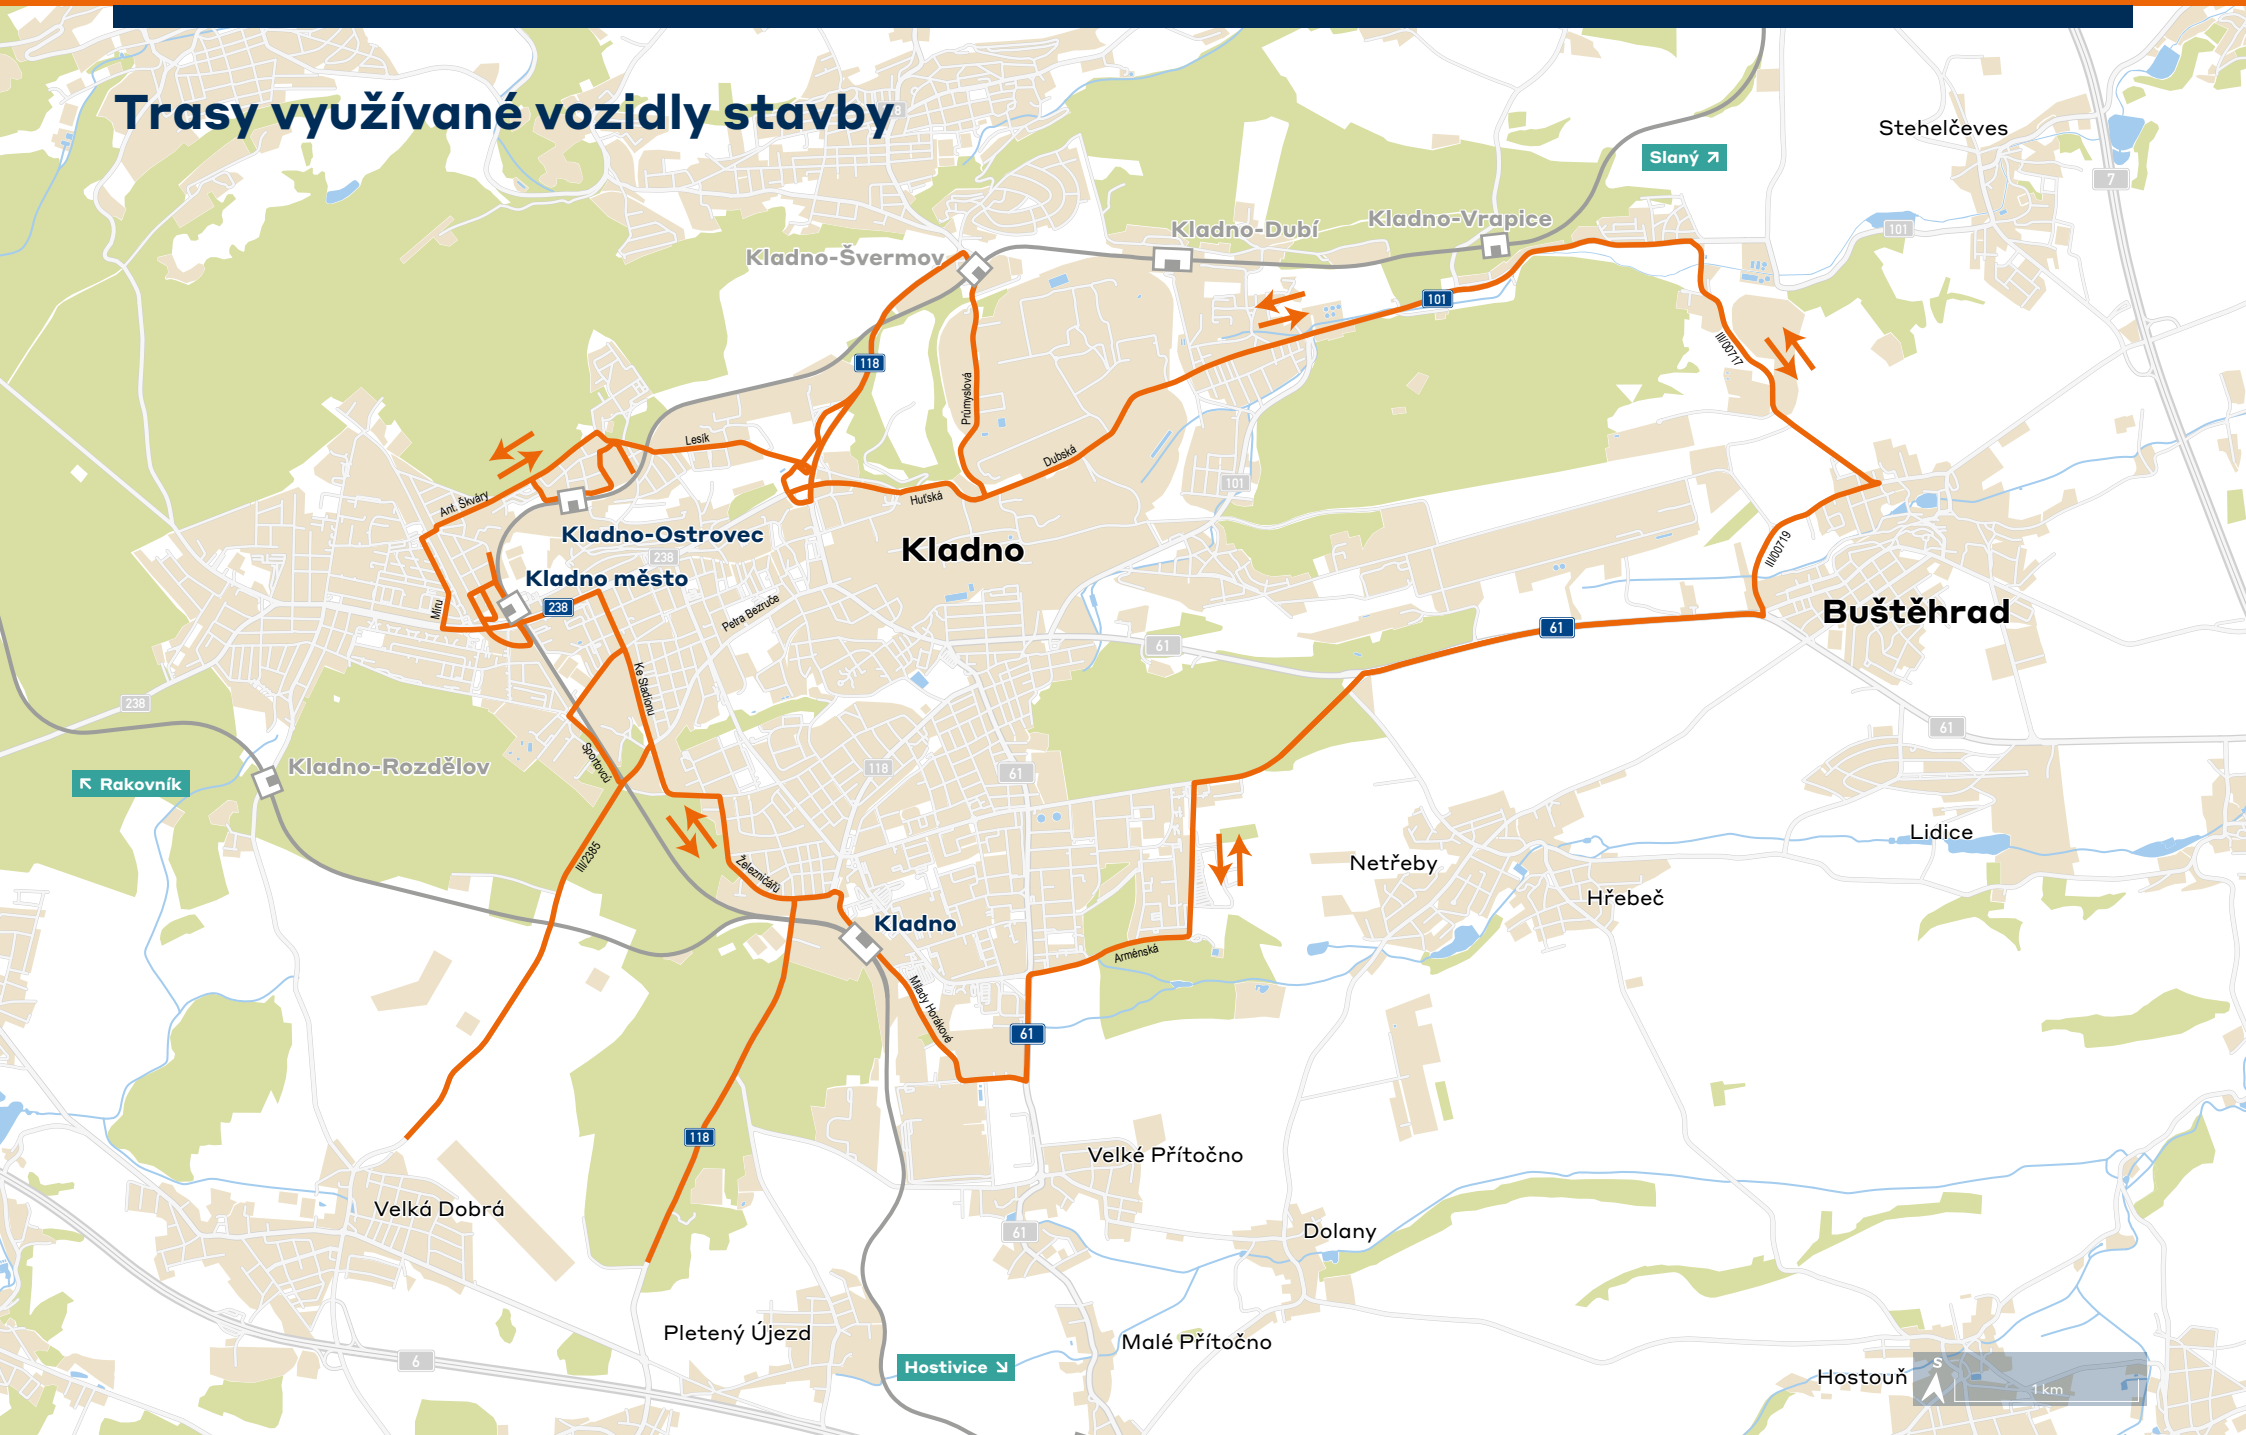 Trasy využívané vozidly stavby
Stehelčeves
Slaný ↗
7
Kladno-Vrapice
Kladno-Dubí
101
Kladno-Švermov
101
118
III/00717
Průmyslová
Lesík
Dubská
Huťská
101
Ant. Škváry
Kladno-Ostrovec
Kladno
238
III/00719
Kladno město
238
Míru
Petra Bezruče
Buštěhrad
61
61
Ke Stadionu
238
61
Sportovců
Kladno-Rozdělov
118
61
↖ Rakovník
Lidice
III/2385
Železničářů
Netřeby
Hřebeč
Kladno
Arménská
Milady Horákové
61
118
Velké Přítočno
Velká Dobrá
61
Dolany
Pletený Újezd
Malé Přítočno
6
Hostivice ↘
Hostouň
S
1 km